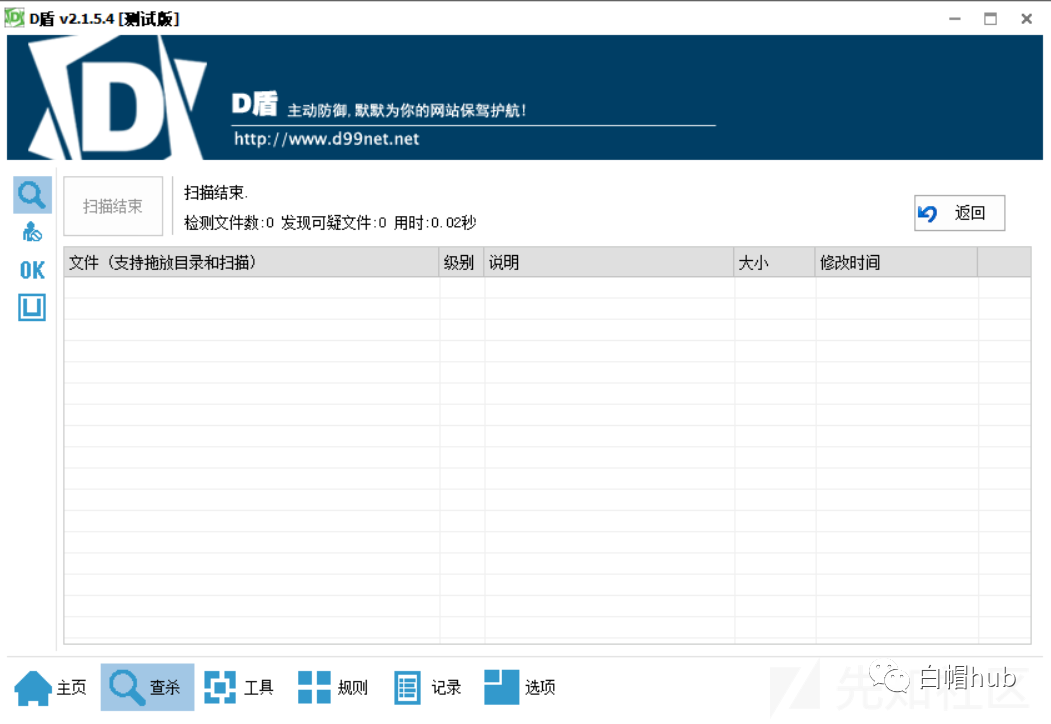 D盾 v2.1.5.4 [测试版]
D盾 主动防御,默默为你的网站保驾护航!
http://www.d99net.net
扫描结束
扫描结束.
检测文件数:0 发现可疑文件:0 用时:0.02秒
返回
文件 (支持拖放目录和扫描) 级别 说明 大小 修改时间
OK
主页 查杀 工具 规则 记录 选项
先知社区
白帽hub